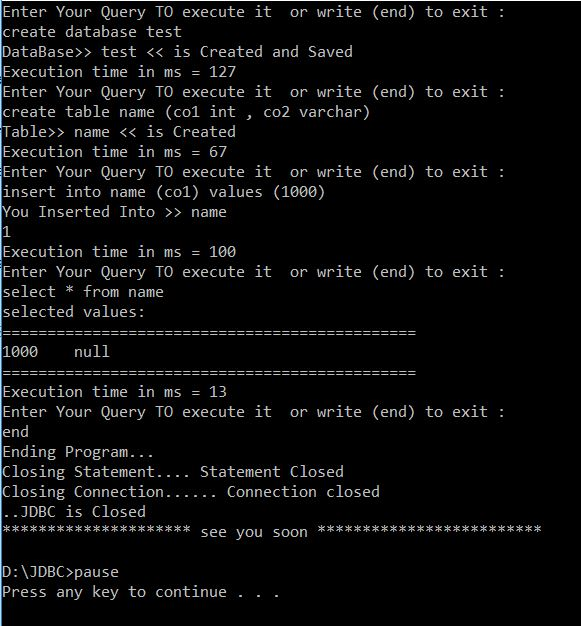 Enter Your Query TO execute it  or write (end) to exit :
create database test
DataBase>> test << is Created and Saved
Execution time in ms = 127
Enter Your Query TO execute it  or write (end) to exit :
create table name (co1 int , co2 varchar)
Table>> name << is Created
Execution time in ms = 67
Enter Your Query TO execute it  or write (end) to exit :
insert into name (co1) values (1000)
You Inserted Into >> name
1
Execution time in ms = 100
Enter Your Query TO execute it  or write (end) to exit :
select * from name
selected values:
==============================================
1000    null
==============================================
Execution time in ms = 13
Enter Your Query TO execute it  or write (end) to exit :
end
Ending Program...
Closing Statement.... Statement Closed
Closing Connection...... Connection closed
..JDBC is Closed
********************* see you soon *************************
D:\JDBC>pause
Press any key to continue . . .